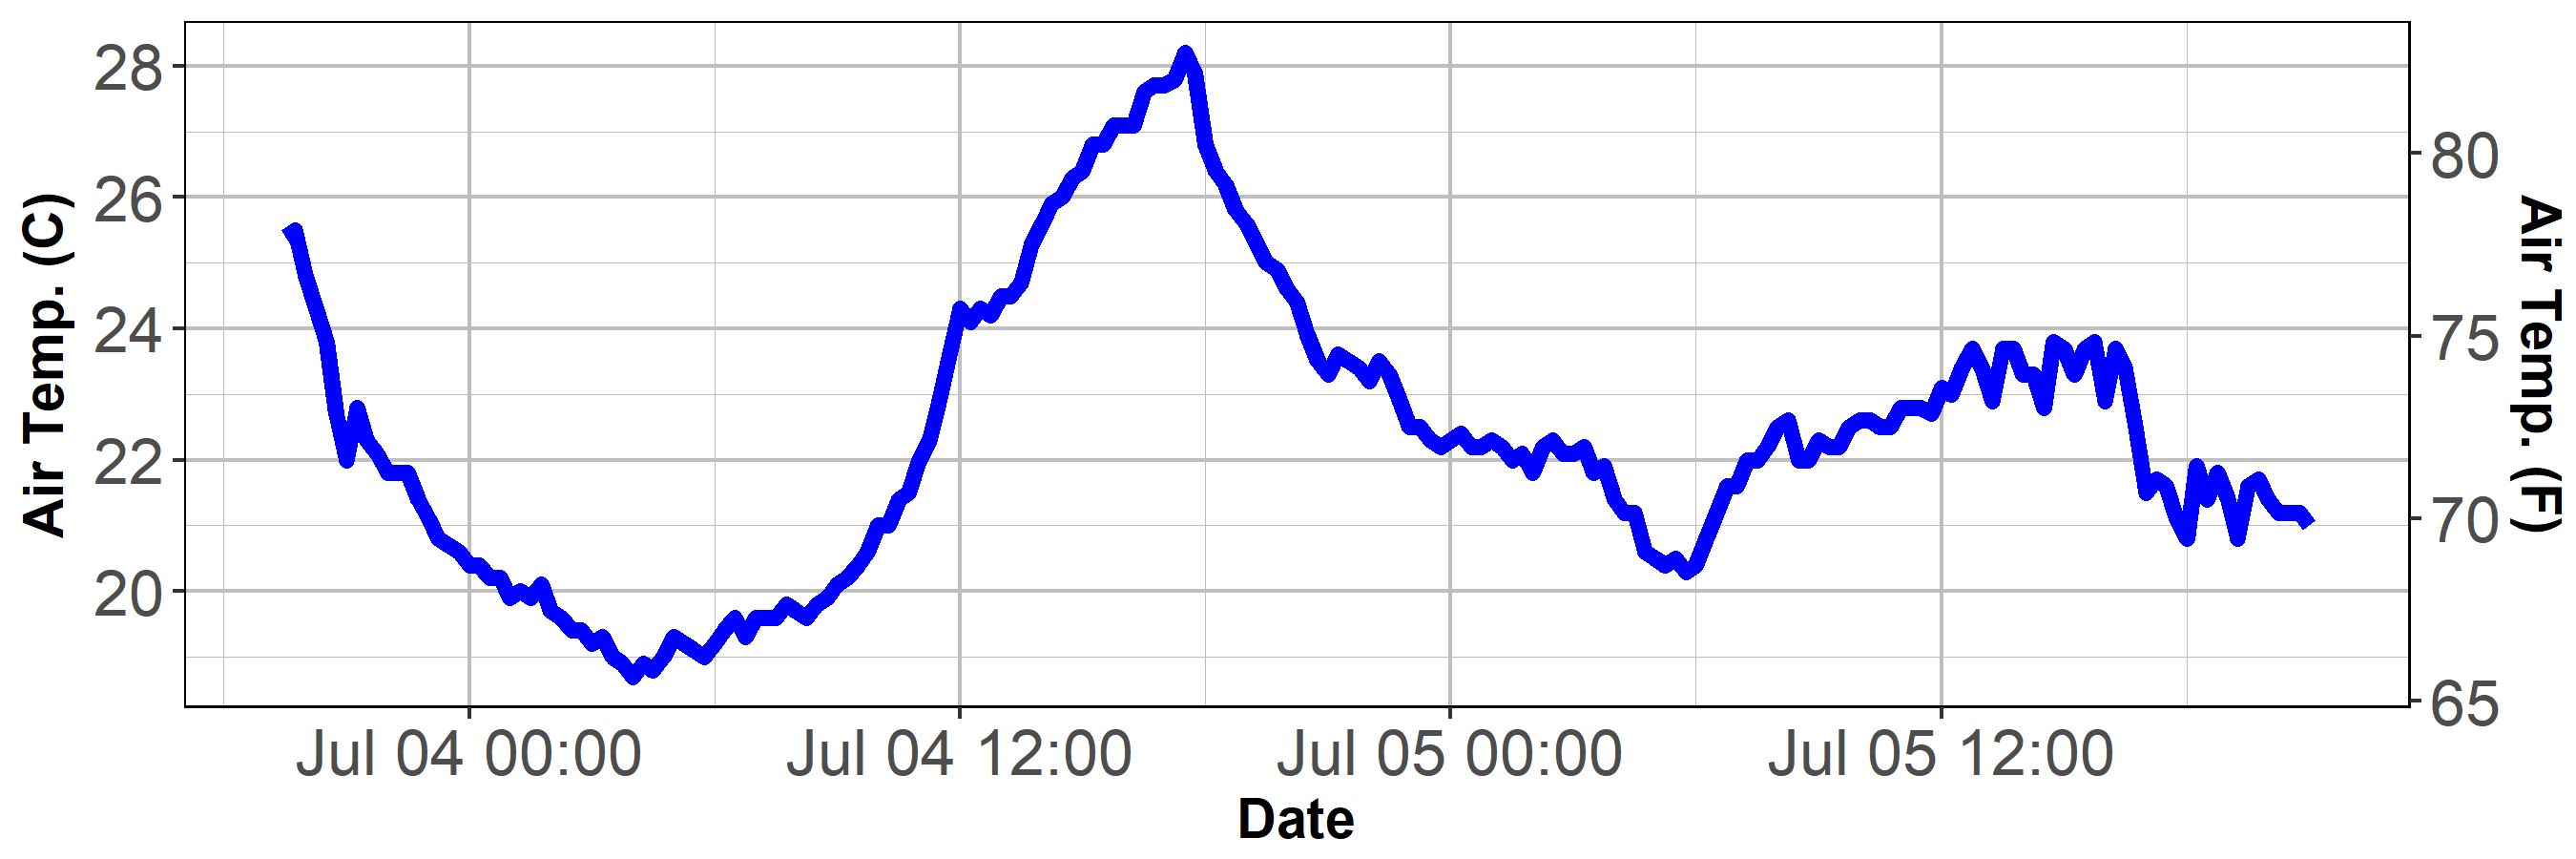 Air Temp. (C)
28
26
24
22
20
80
75
70
65
Air Temp. (F)
Jul 04 00:00
Jul 04 12:00
Jul 05 00:00
Jul 05 12:00
Date